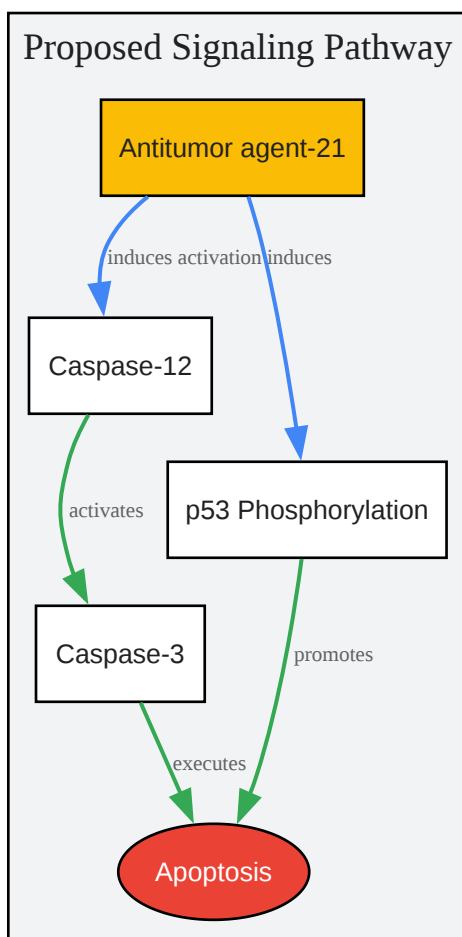 Proposed Signaling Pathway
Antitumor agent-21
induces activation
induces
Caspase-12
activates
p53 Phosphorylation
Caspase-3
promotes
executes
Apoptosis